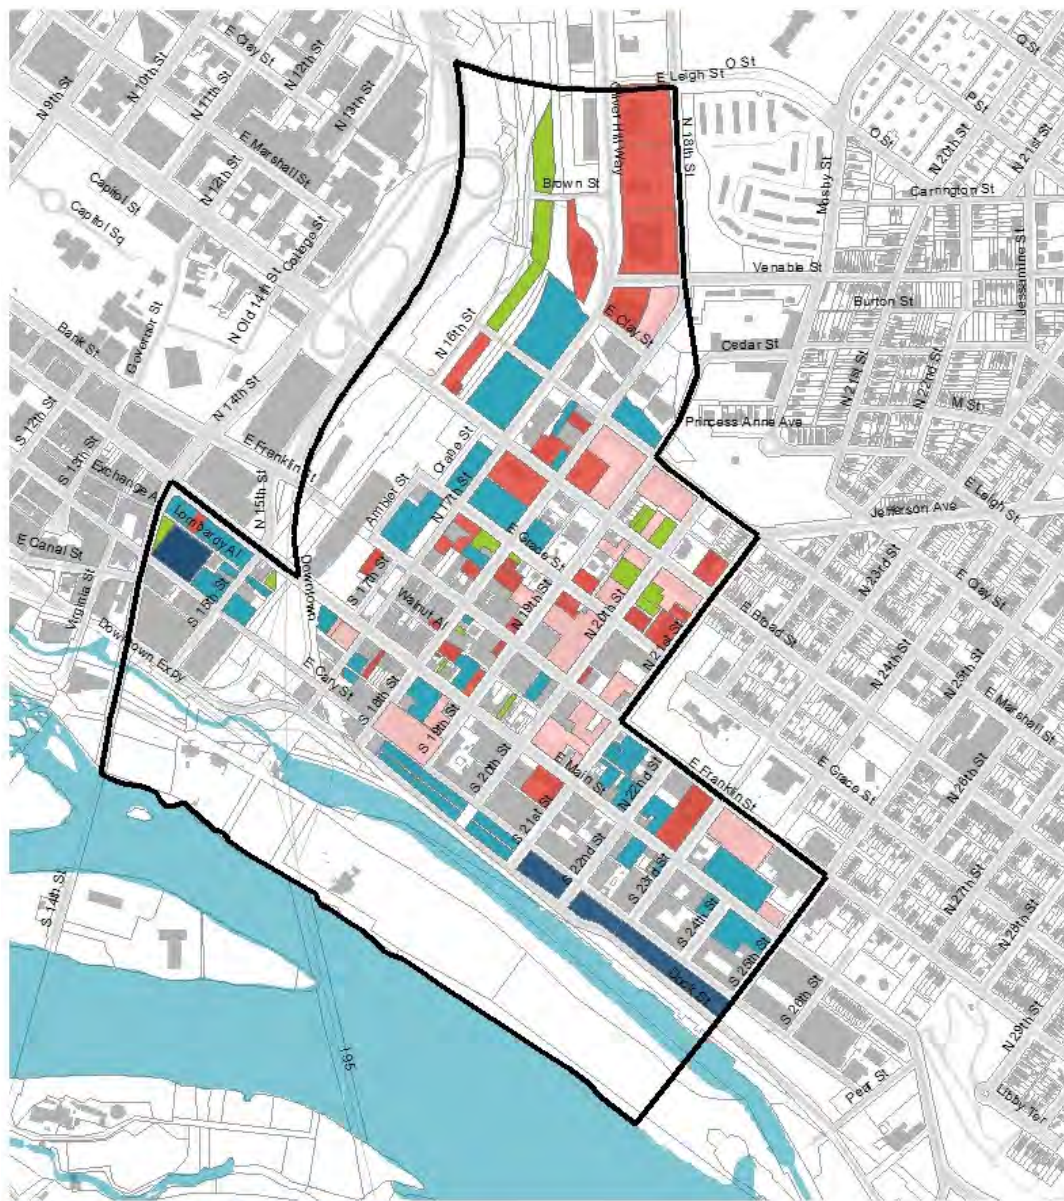 E Clay St
N 9th St
N 10th St
N 11th St
N 12th St
N 13th St
E Marshall St
N 12th St
Capitol St
Capitol Sq
College St
N Old 14th St
Governor St
Bank St
N 14th St
S 12th St
S 13th St
Exchange A
E Franklin St
N 15th St
Lombardy Al
E Canal St
Virginia St
S 15th St
Downtown Expy
Downtown
O St
E Leigh St
Oliver Hill Way
N 18th St
Brown St
Q St
P St
O St
N 20th St
N 21st St
Mosby St
Carrington St
Venable St
Jessamine St
Burton St
E Clay St
N 16th St
Cedar St
N 21st St
N 22nd St
M St
Princess Anne Ave
Crane St
Ambler St
N 17th St
E Leigh St
Jefferson Ave
E Grace St
S 17th St
Walnut A
N 19th St
N 20th St
N 21st St
N 23rd St
E Clay St
E Broad St
N 24th St
N 25th St
E Marshall St
E Cary St
S 18th St
S 19th St
S 20th St
E Main St
N 22nd St
E Franklin St
E Grace St
N 26th St
S 21st St
S 22nd St
S 23rd St
S 24th St
S 25th St
N 27th St
N 28th St
Dock St
S 26th St
N 29th St
S 14th St
I 95
Pear St
Libby Ter